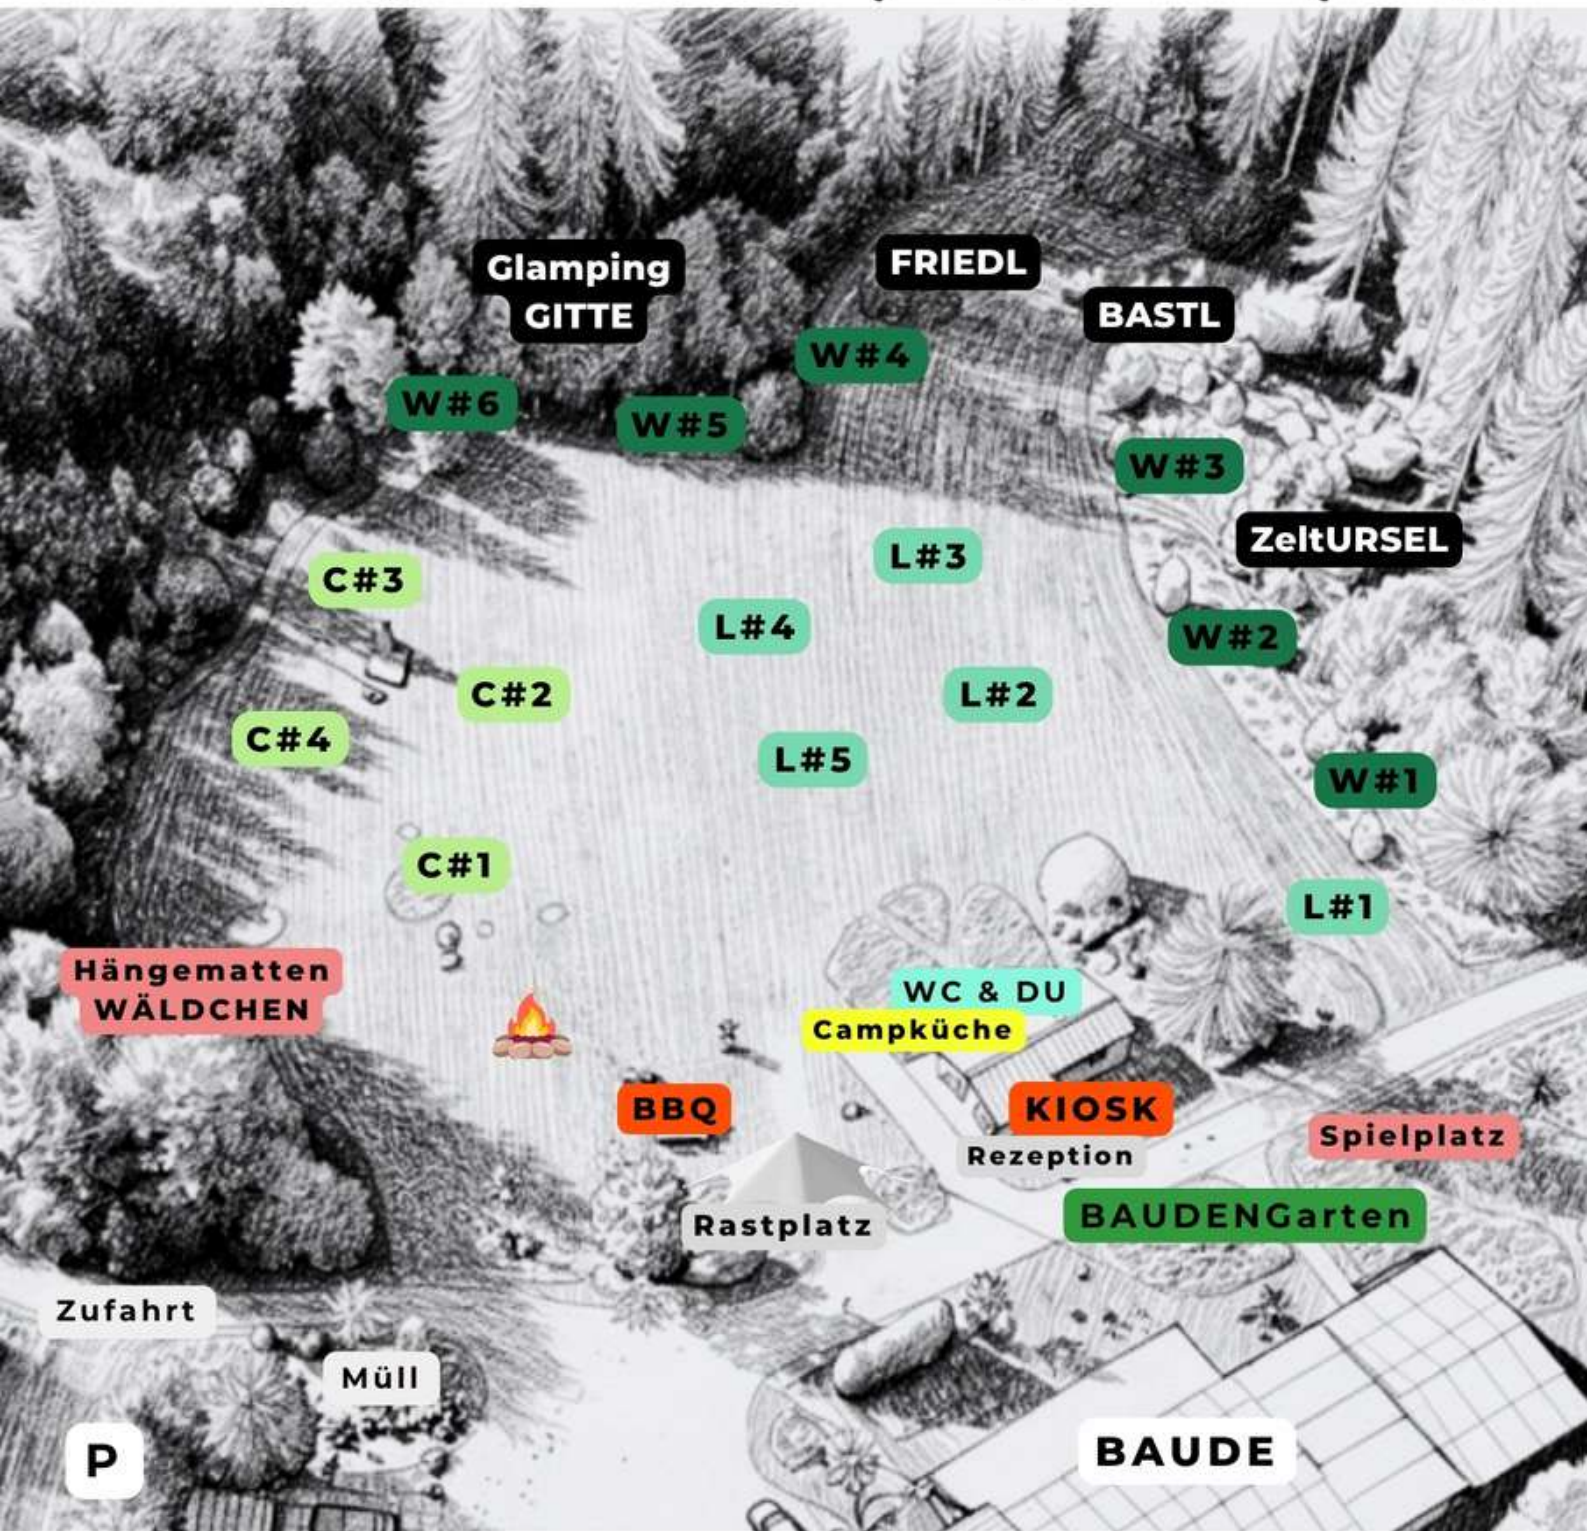 Glamping
GITTE
FRIEDL
BASTL
W#4
W#6
W#5
W#3
ZeltURSEL
L#3
C#3
L#4
W#2
C#2
L#2
C#4
L#5
W#1
C#1
L#1
Hängematten
WÄLDCHEN
WC & DU
Campküche
BBQ
KIOSK
Spielplatz
Rezeption
BAUDENGarten
Rastplatz
Zufahrt
Müll
BAUDE
P